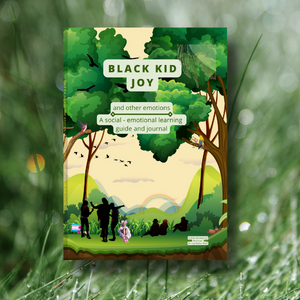 BLACK KID
JOY
and other emotions
A social - emotional learning
guide and journal